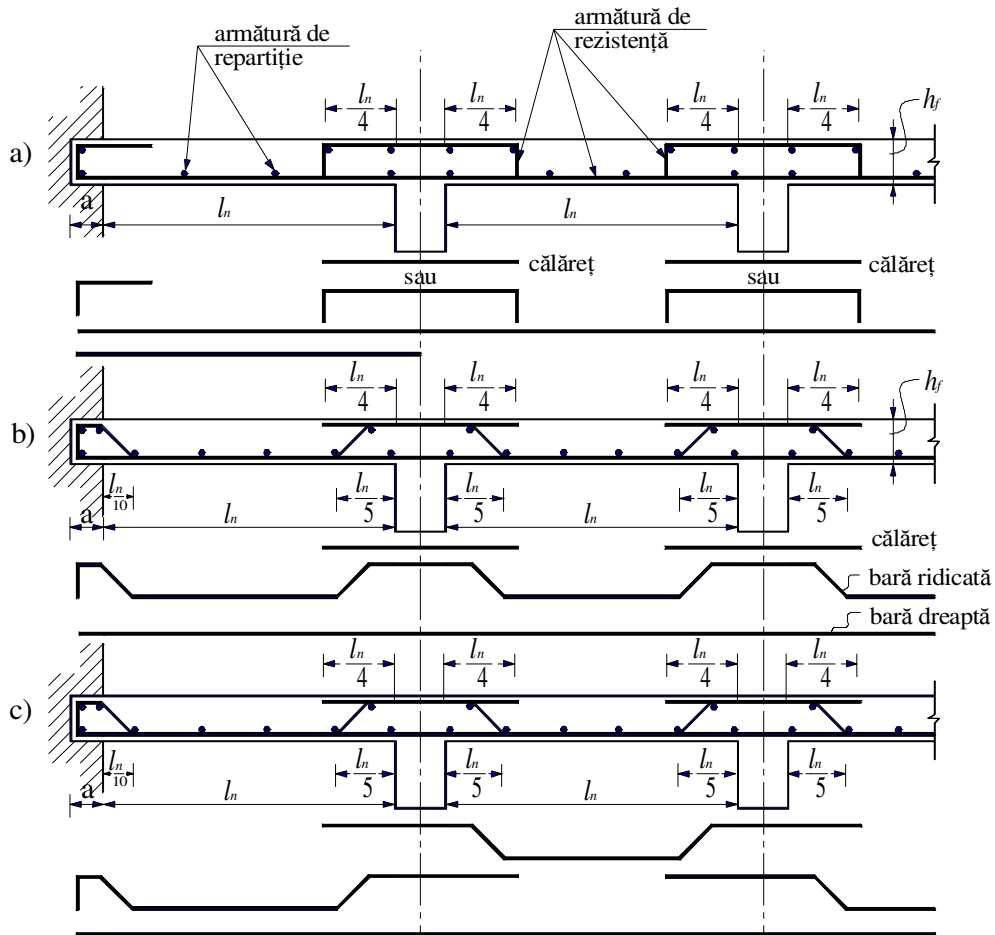 armătură de
repartiție
armătură de
rezistență
ln/4
ln/4
ln/4
ln/4
hf
a)
a
ln
ln
călăreț
călăreț
sau
sau
ln/4
ln/4
ln/4
ln/4
hf
b)
ln/10
ln/5
ln/5
ln/5
ln/5
a
ln
ln
călăreț
bară ridicată
bară dreaptă
ln/4
ln/4
ln/4
ln/4
c)
ln/10
ln/5
ln/5
ln/5
ln/5
a
ln
ln